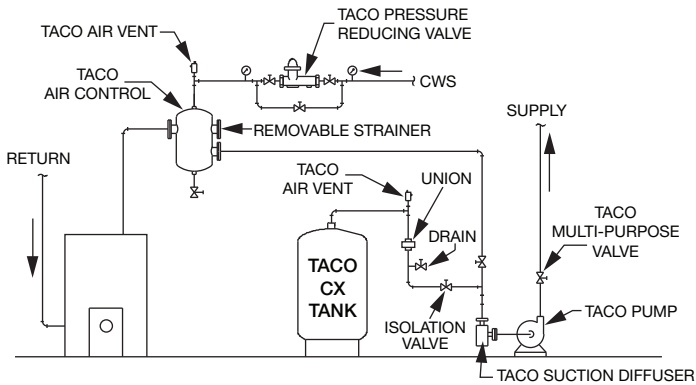 TACO PRESSURE
REDUCING VALVE
TACO AIR VENT
TACO
AIR CONTROL
CWS
SUPPLY
REMOVABLE STRAINER
RETURN
TACO
AIR VENT
UNION
TACO
MULTI-PURPOSE
VALVE
DRAIN
TACO
CX
TANK
ISOLATION
VALVE
TACO PUMP
TACO SUCTION DIFFUSER